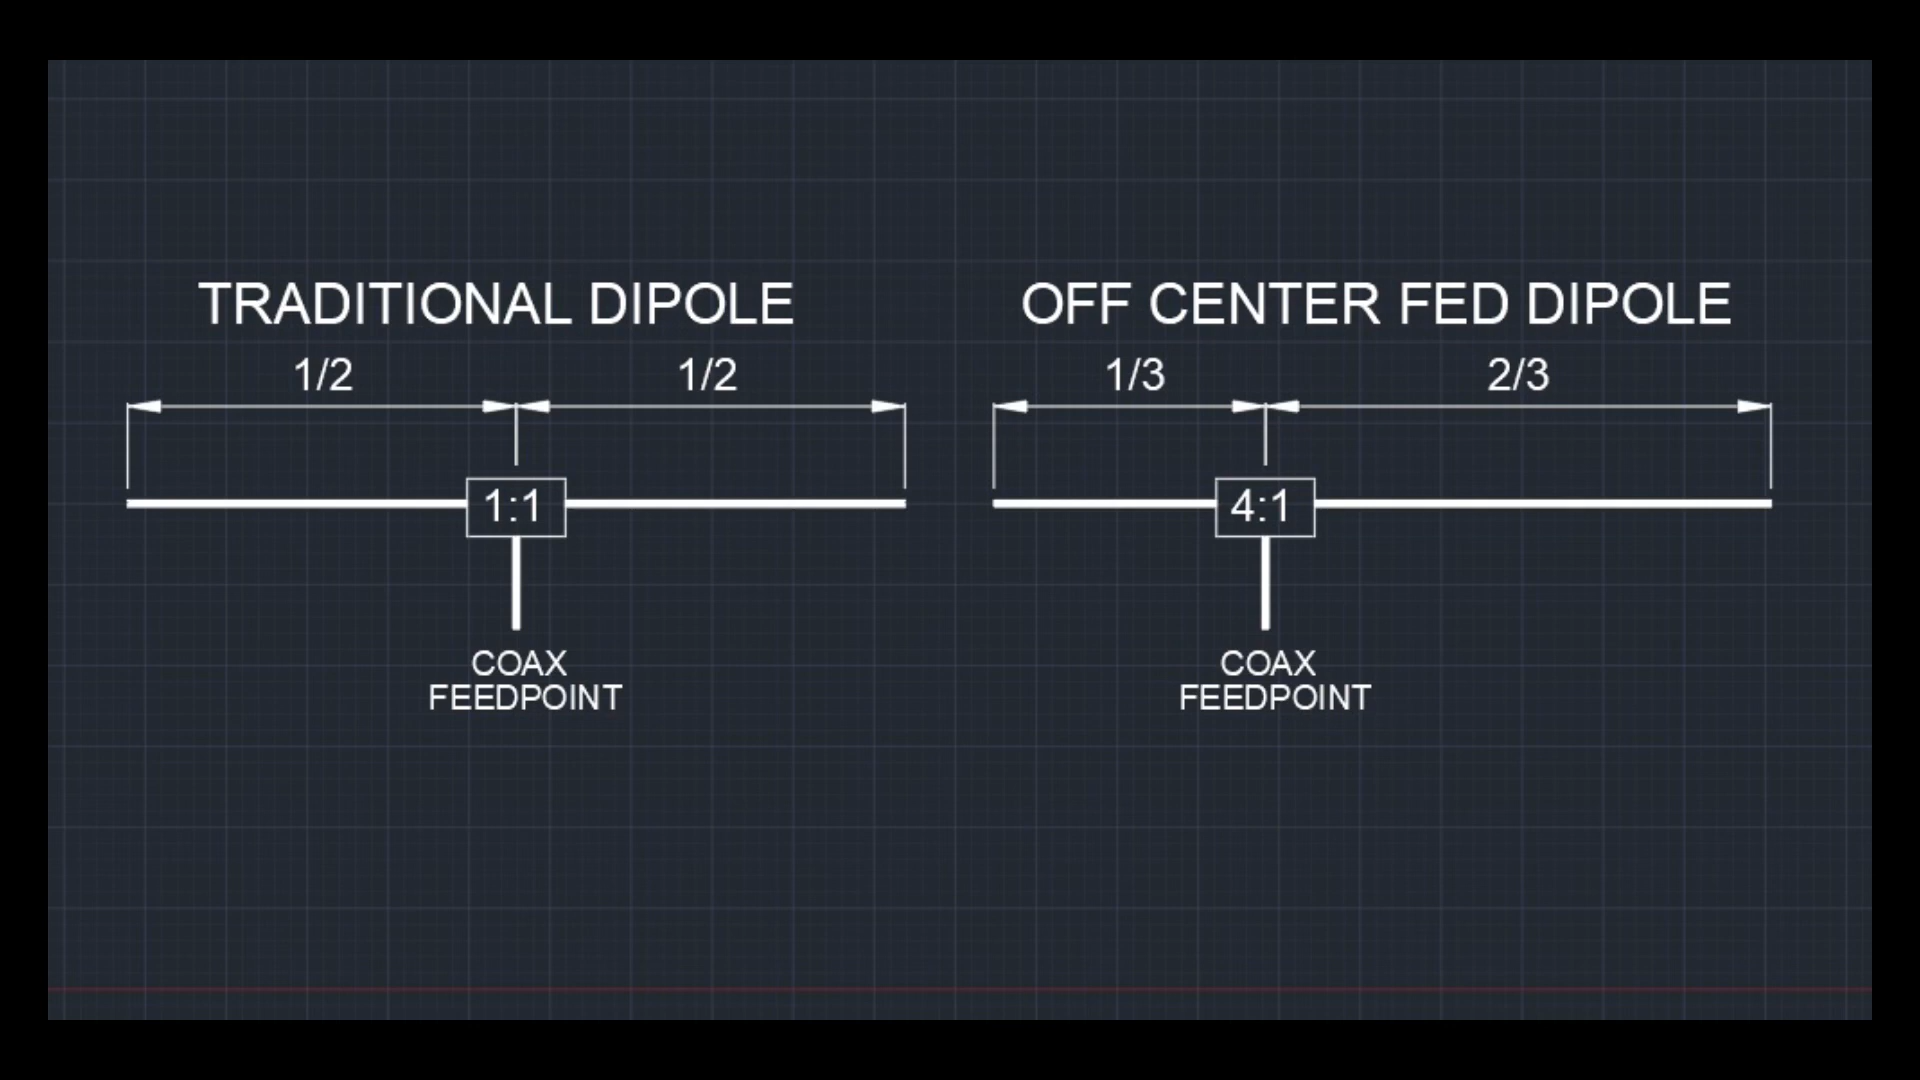 TRADITIONAL DIPOLE
1/2 1/2
1:1
COAX
FEEDPOINT
OFF CENTER FED DIPOLE
1/3 2/3
4:1
COAX
FEEDPOINT